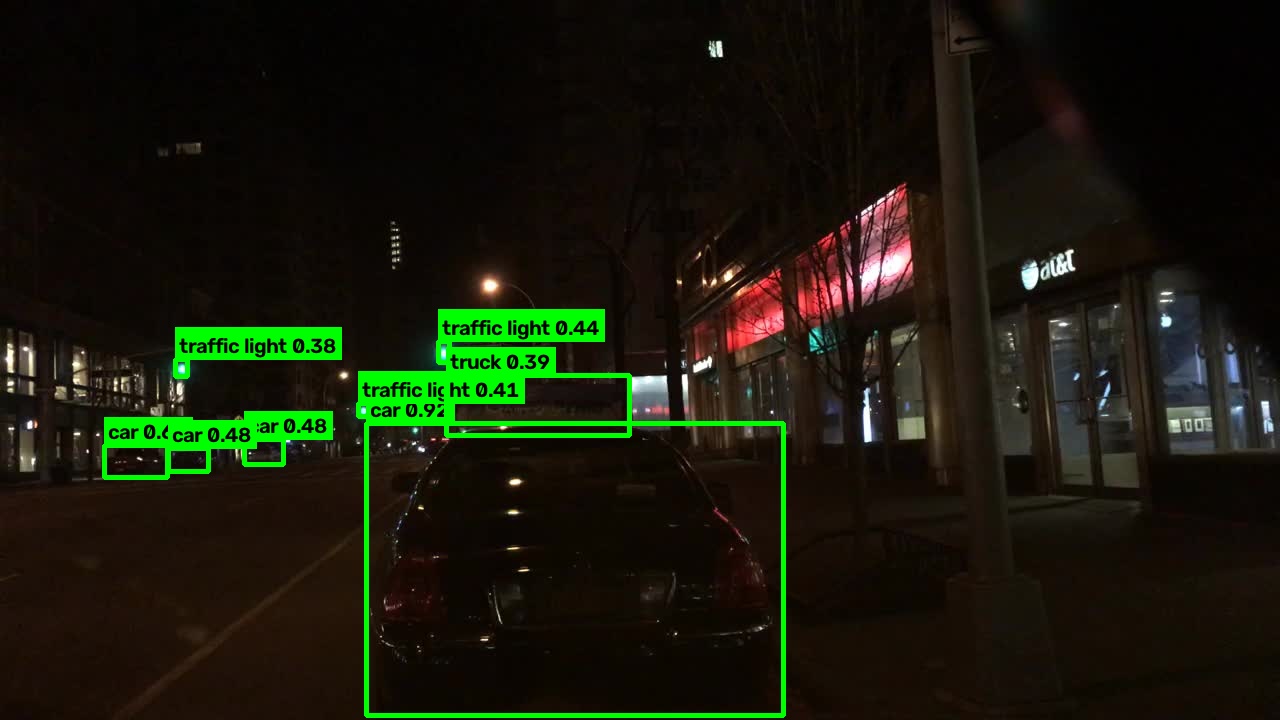 traffic light 0.44
traffic light 0.38
truck 0.39
traffic light 0.41
car 0.92
car 0.48
car 0.48
at&t